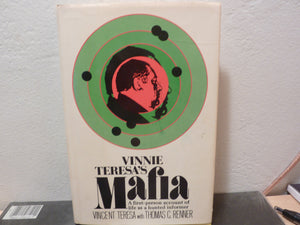 VINNIE
TERESA'S
Mafia
A first-person account of
life as a hunted informer
VINCENT TERESA with THOMAS C. RENNER